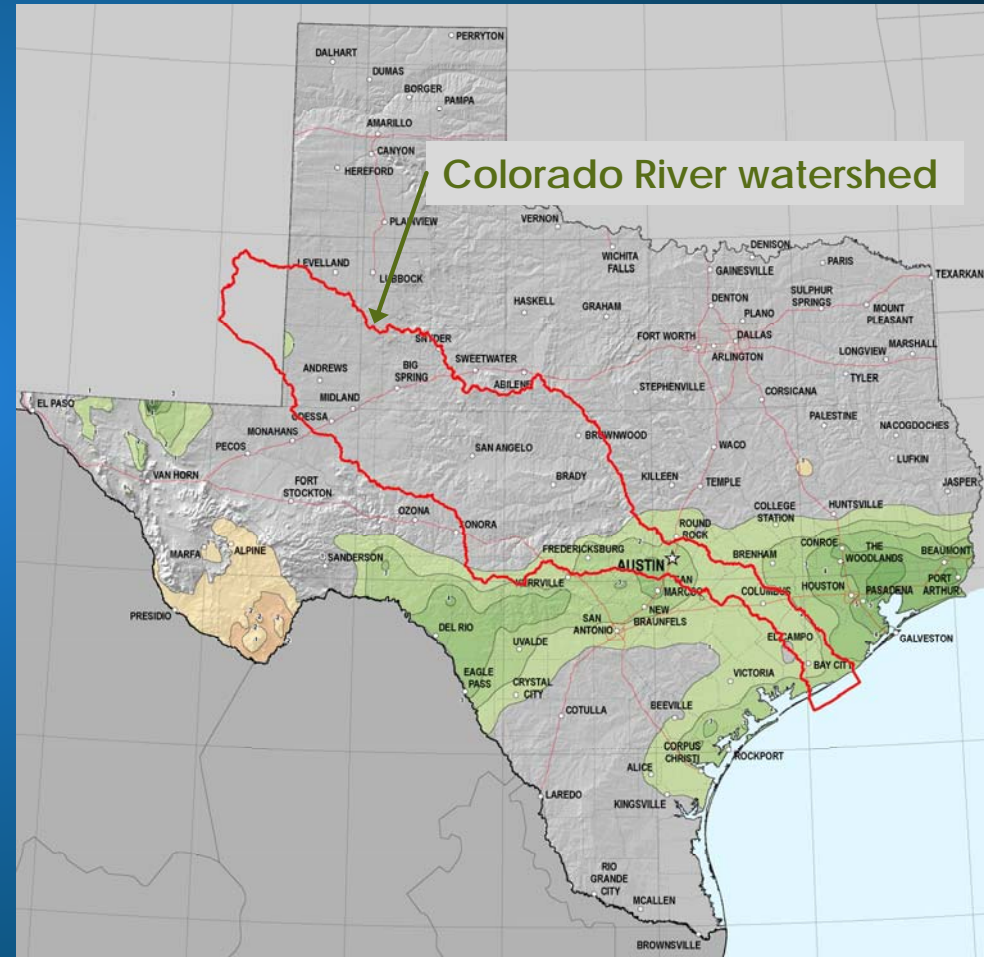 PERRYTON
DALHART
DUMAS
BORGER
PAMPA
AMARILLO
CANYON
HEREFORD
Colorado River watershed
PLAINVIEW
VERNON
WICHITA
FALLS
DENISON
GAINESVILLE
PARIS
TEXARKAN
LEVELLAND
LUBBOCK
HASKELL
GRAHAM
DENTON
PLANO
SULPHUR
SPRINGS
MOUNT
PLEASANT
SNYDER
FORT WORTH
DALLAS
ARLINGTON
LONGVIEW
MARSHALL
ANDREWS
BIG
SPRING
SWEETWATER
ABILENE
STEPHENVILLE
CORSICANA
TYLER
EL PASO
MIDLAND
ODESSA
MONAHANS
PECOS
SAN ANGELO
BROWNWOOD
WACO
PALESTINE
NACOGDOCHES
LUFKIN
VAN HORN
FORT
STOCKTON
BRADY
KILLEEN
TEMPLE
JASPER
OZONA
SONORA
COLLEGE
STATION
HUNTSVILLE
MARFA
ALPINE
SANDERSON
FREDERICKSBURG
ROUND
ROCK
AUSTIN
BRENHAM
CONROE
THE
WOODLANDS
BEAUMONT
PORT
ARTHUR
PRESIDIO
KERRVILLE
SAN
MARCOS
COLUMBUS
HOUSTON
PASADENA
DEL RIO
UVALDE
SAN
ANTONIO
NEW
BRAUNFELS
EL CAMPO
BAY CITY
GALVESTON
EAGLE
PASS
CRYSTAL
CITY
COTULLA
VICTORIA
BEEVILLE
CORPUS
CHRISTI
ROCKPORT
ALICE
LAREDO
KINGSVILLE
RIO
GRANDE
CITY
MCALLEN
BROWNSVILLE